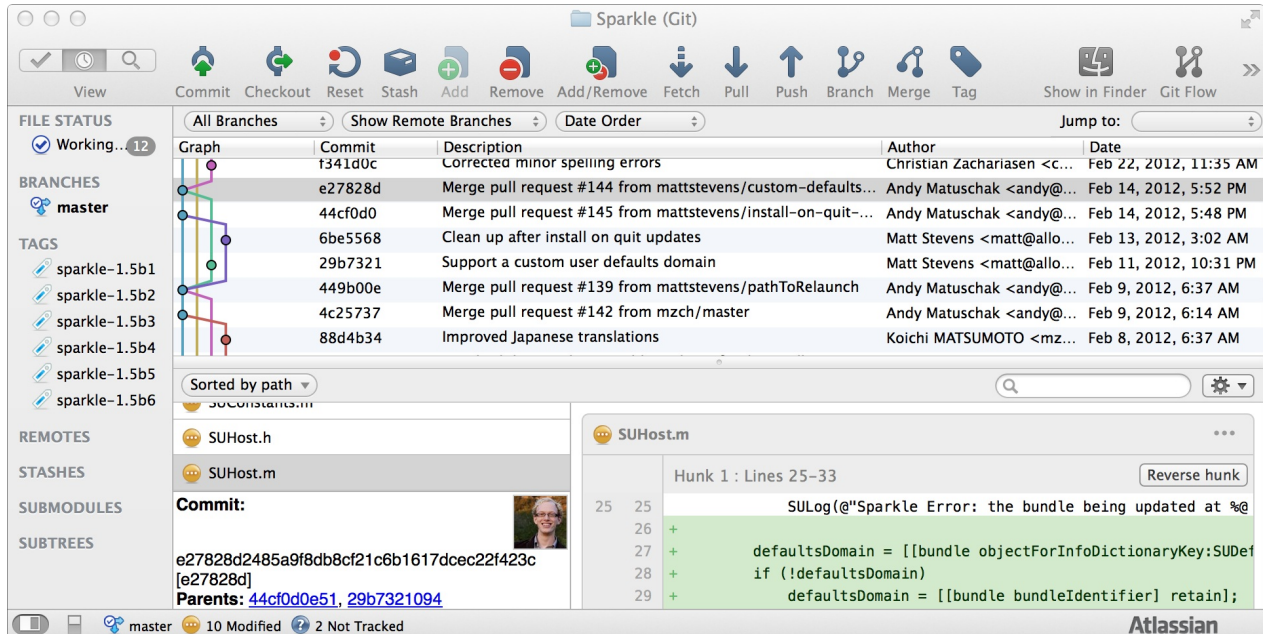 Sparkle (Git)
View Commit Checkout Reset Stash Add Remove Add/Remove Fetch Pull Push Branch Merge Tag Show in Finder Git Flow
FILE STATUS
Working... 12
BRANCHES
master
TAGS
sparkle-1.5b1
sparkle-1.5b2
sparkle-1.5b3
sparkle-1.5b4
sparkle-1.5b5
sparkle-1.5b6
REMOTES
STASHES
SUBMODULES
SUBTREES
All Branches Show Remote Branches Date Order Jump to:
Graph Commit Description Author Date
f341d0c Corrected minor spelling errors Christian Zachariasen <c... Feb 22, 2012, 11:35 AM
e27828d Merge pull request #144 from mattstevens/custom-defaults... Andy Matuschak <andy@... Feb 14, 2012, 5:52 PM
44cf0d0 Merge pull request #145 from mattstevens/install-on-quit-... Andy Matuschak <andy@... Feb 14, 2012, 5:48 PM
6be5568 Clean up after install on quit updates Matt Stevens <matt@allo... Feb 13, 2012, 3:02 AM
29b7321 Support a custom user defaults domain Matt Stevens <matt@allo... Feb 11, 2012, 10:31 PM
449b00e Merge pull request #139 from mattstevens/pathToRelaunch Andy Matuschak <andy@... Feb 9, 2012, 6:37 AM
4c25737 Merge pull request #142 from mzch/master Andy Matuschak <andy@... Feb 9, 2012, 6:14 AM
88d4b34 Improved Japanese translations Koichi MATSUMOTO <mz... Feb 8, 2012, 6:37 AM
Sorted by path
SUConstants.m
SUHost.h
SUHost.m
Commit:
e27828d2485a9f8db8cf21c6b1617dcec22f423c
[e27828d]
Parents: 44cf0d0e51, 29b7321094
SUHost.m
Hunk 1 : Lines 25-33 Reverse hunk
25 25 SULog(@"Sparkle Error: the bundle being updated at %@
26 +
27 + defaultsDomain = [[bundle objectForInfoDictionaryKey:SUDef
28 + if (!defaultsDomain)
29 + defaultsDomain = [[bundle bundleIdentifier] retain];
master 10 Modified 2 Not Tracked Atlassian